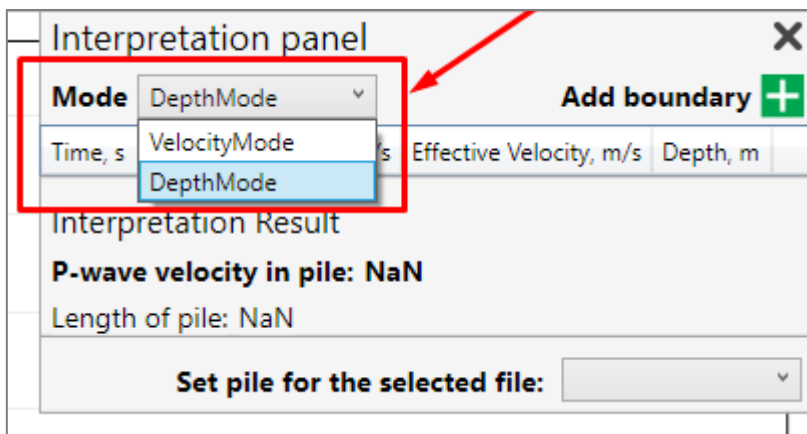 Interpretation panel
Mode DepthMode Add boundary
VelocityMode
DepthMode
Time, s /s Effective Velocity, m/s Depth, m
Interpretation Result
P-wave velocity in pile: NaN
Length of pile: NaN
Set pile for the selected file: